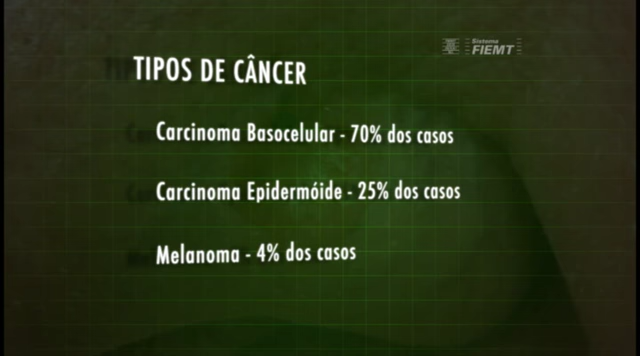 Sistema
FIEMT
TIPOS DE CÂNCER
Carcinoma Basocelular - 70% dos casos
Carcinoma Epidermóide - 25% dos casos
Melanoma - 4% dos casos